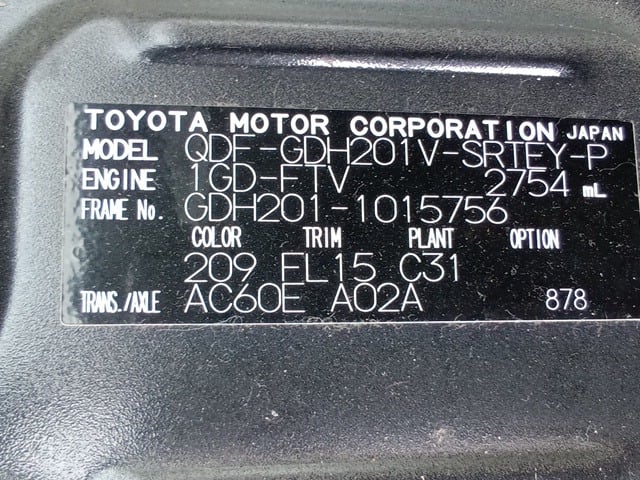 TOYOTA MOTOR CORPORATION JAPAN
MODEL QDF-GDH201V-SRTEY-P
ENGINE 1GD-FTV 2754 mL
FRAME No. GDH201-1015756
COLOR TRIM PLANT OPTION
209 FL15 C31
TRANS./AXLE AC60E A02A 878